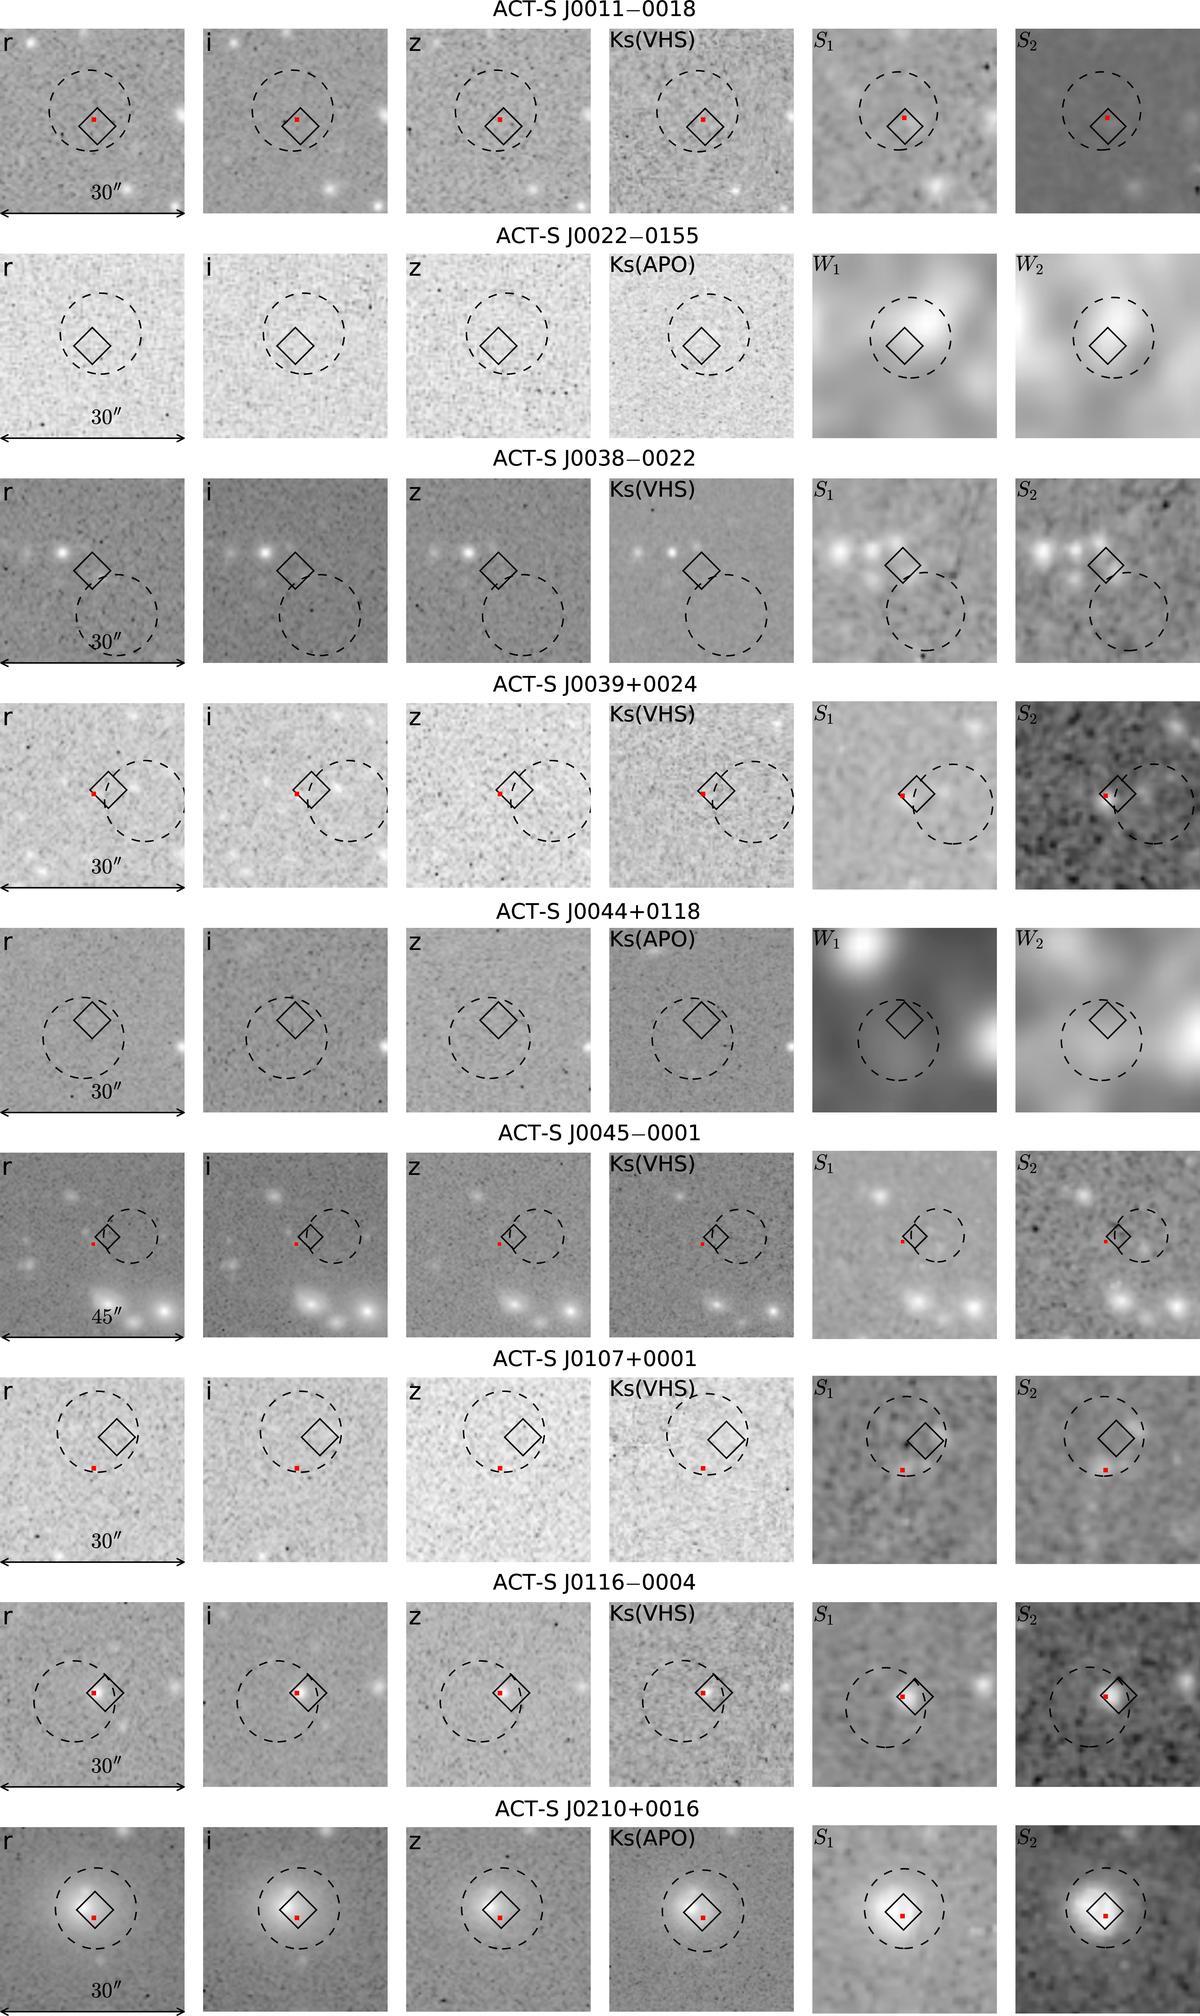 ACT-S J0011−0018
r i z Ks(VHS) S₁ S₂
30″
ACT-S J0022−0155
r i z Ks(APO) W₁ W₂
30″
ACT-S J0038−0022
r i z Ks(VHS) S₁ S₂
30″
ACT-S J0039+0024
r i z Ks(VHS) S₁ S₂
30″
ACT-S J0044+0118
r i z Ks(APO) W₁ W₂
30″
ACT-S J0045−0001
r i z Ks(VHS) S₁ S₂
45″
ACT-S J0107+0001
r i z Ks(VHS) S₁ S₂
30″
ACT-S J0116−0004
r i z Ks(VHS) S₁ S₂
30″
ACT-S J0210+0016
r i z Ks(APO) S₁ S₂
30″